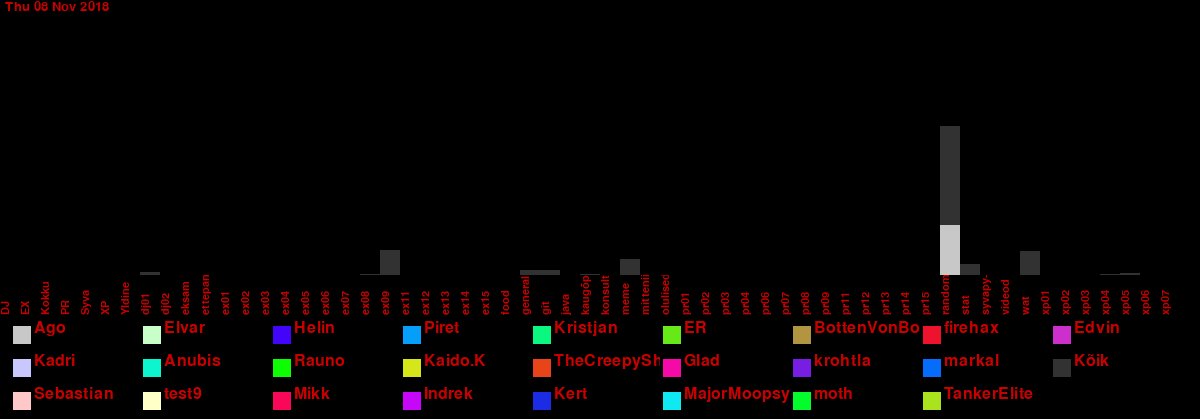 Thu 08 Nov 2018
DJ EX Kokku PR Syva XP Yldine dj01 dj02 eksam ettepan ex01 ex02 ex03 ex04 ex05 ex06 ex07 ex08 ex09 ex11 ex12 ex13 ex14 ex15 food general git java kaugõp konsult meme mitteni olulised pr01 pr02 pr03 pr04 pr06 pr07 pr08 pr09 pr11 pr12 pr13 pr14 pr15 random stat syvapy- videod wat xp01 xp02 xp03 xp04 xp05 xp06 xp07
Ago Elvar Helin Piret Kristjan ER BottenVonBo firehax Edvin
Kadri Anubis Rauno Kaido.K TheCreepySh Glad krohtla markal Kõik
Sebastian test9 Mikk Indrek Kert MajorMoopsy moth TankerElite